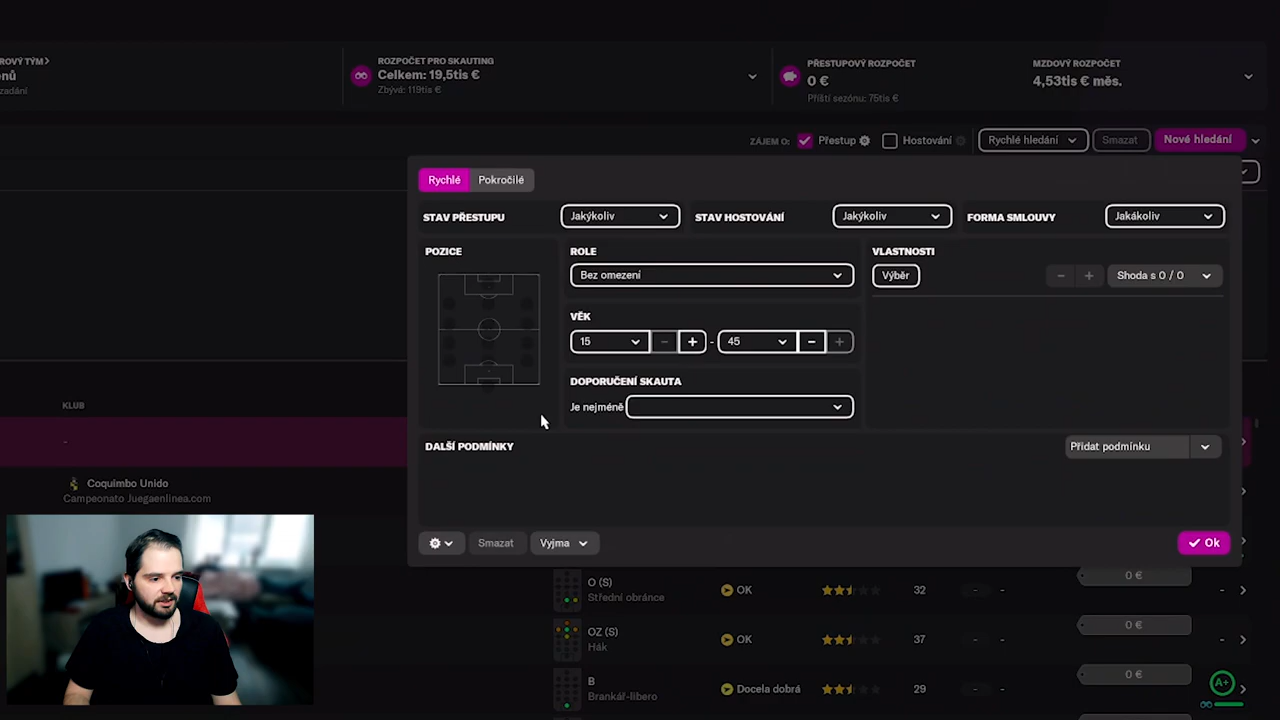 ROVÝ TÝM
ROZPOČET PRO SKAUTING
PŘESTUPOVÝ ROZPOČET
MZDOVÝ ROZPOČET
nů
Celkem: 19,5tis €
0 €
4,53tis € měs.
zadání
Zbývá: 119tis €
Příští sezónu: 75tis €
ZÁJEM O:
Přestup
Hostování
Rychlé hledání
Smazat
Nové hledání
Rychlé
Pokročilé
STAV PŘESTUPU
Jakýkoliv
STAV HOSTOVÁNÍ
Jakýkoliv
FORMA SMLOUVY
Jakákoliv
POZICE
ROLE
VLASTNOSTI
Bez omezení
Výběr
Shoda s 0 / 0
VĚK
15
-
45
DOPORUČENÍ SKAUTA
Je nejméně
KLUB
-
DALŠÍ PODMÍNKY
Přidat podmínku
Coquimbo Unido
Campeonato Juegaenlinea.com
Smazat
Vyjma
Ok
O (S)
Střední obránce
OK
32
- -
0 €
-
OZ (S)
Hák
OK
37
- -
0 €
-
B
Brankář-libero
Docela dobrá
29
- -
0 €
A+